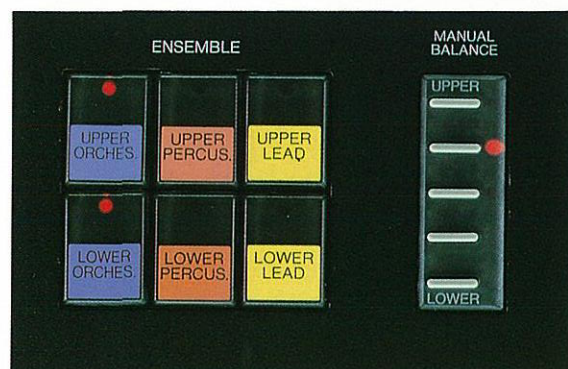 ENSEMBLE
MANUAL
BALANCE
UPPER
ORCHES.
UPPER
PERCUS.
UPPER
LEAD
LOWER
ORCHES.
LOWER
PERCUS.
LOWER
LEAD
UPPER
LOWER